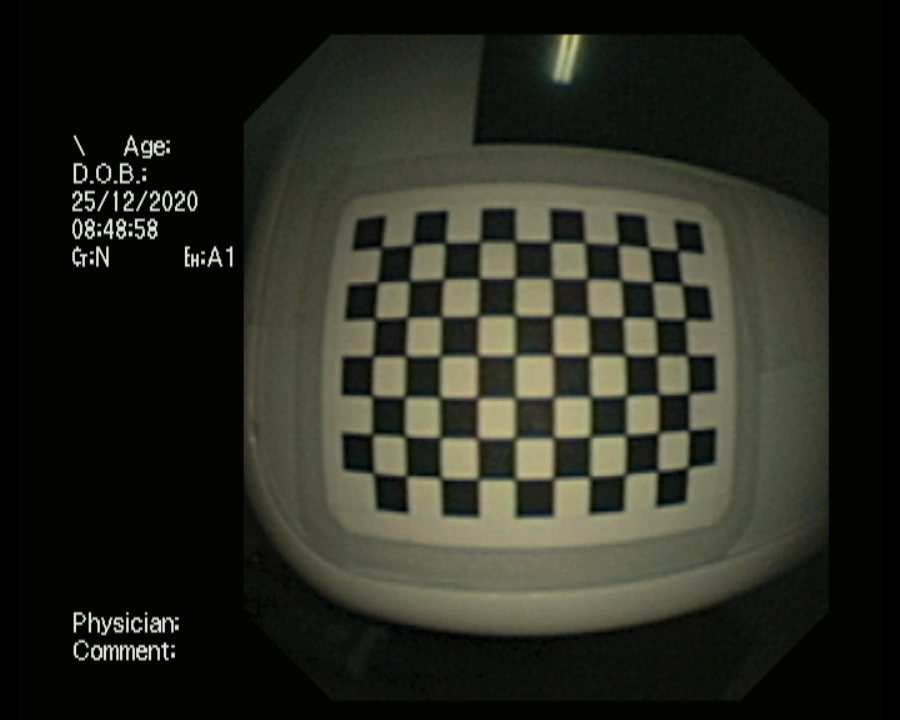 \ Age:
D.O.B.:
25/12/2020
08:48:58
Cr:N EH:A1
Physician:
Comment: